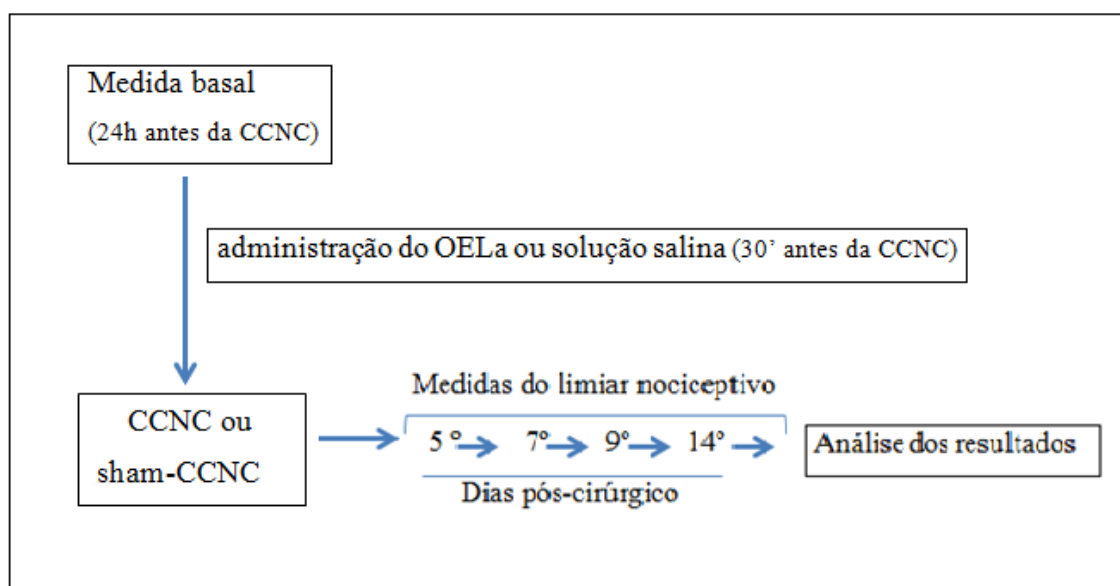 Medida basal
(24h antes da CCNC)
administração do OELa ou solução salina (30’ antes da CCNC)
CCNC ou
sham-CCNC
Medidas do limiar nociceptivo
5 º 7º 9º 14º
Dias pós-cirúrgico
Análise dos resultados